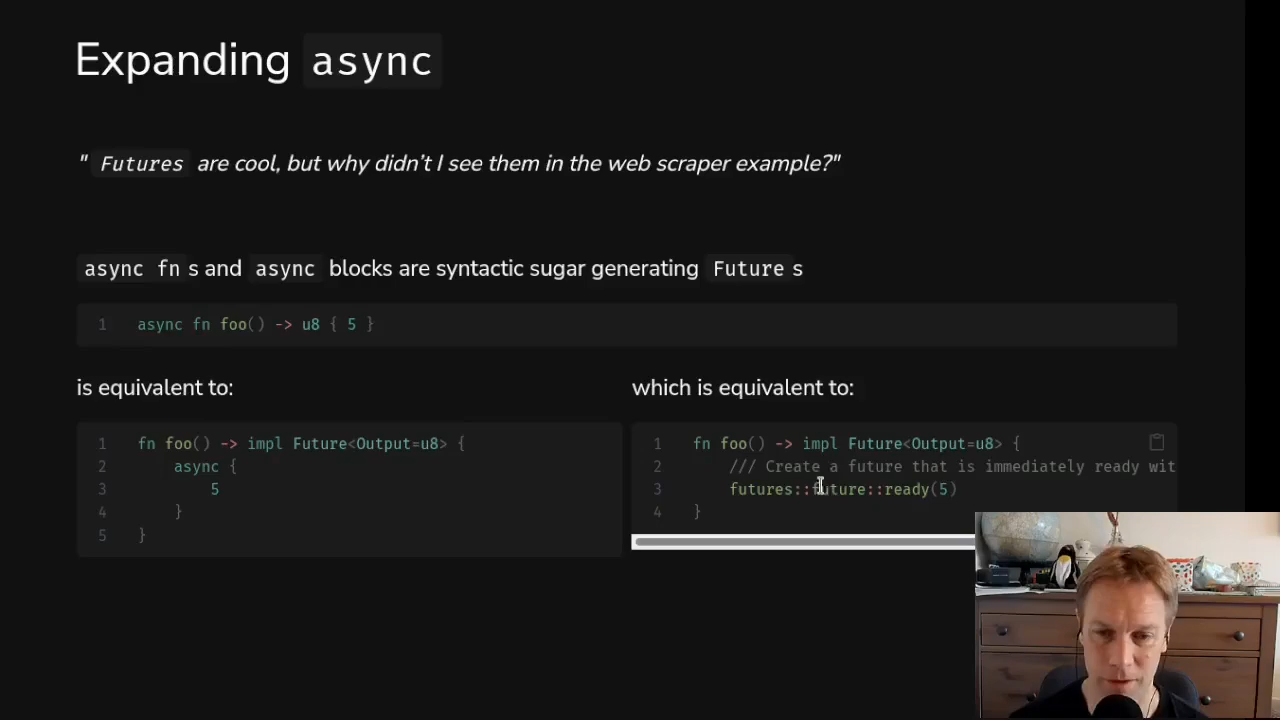 Expanding async
" Futures are cool, but why didn't I see them in the web scraper example?"
async fn s and async blocks are syntactic sugar generating Future s
1 async fn foo() -> u8 { 5 }
is equivalent to:
1 fn foo() -> impl Future<Output=u8> {
2 async {
3 5
4 }
5 }
which is equivalent to:
1 fn foo() -> impl Future<Output=u8> {
2 /// Create a future that is immediately ready wit
3 futures::future::ready(5)
4 }